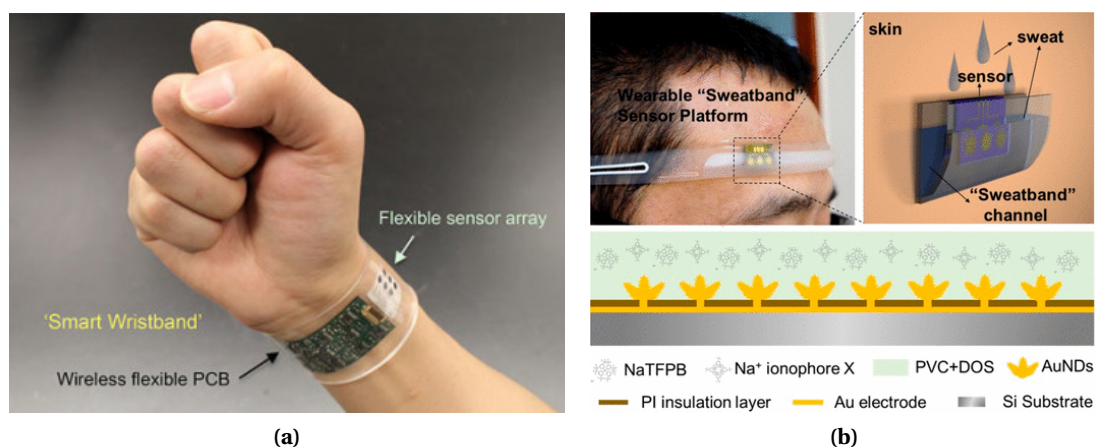 Flexible sensor array
'Smart Wristband'
Wireless flexible PCB
(a)
Wearable “Sweatband”
Sensor Platform
skin
sweat
sensor
“Sweatband”
channel
NaTFPB
Na⁺ ionophore X
PVC+DOS
AuNDs
PI insulation layer
Au electrode
Si Substrate
(b)